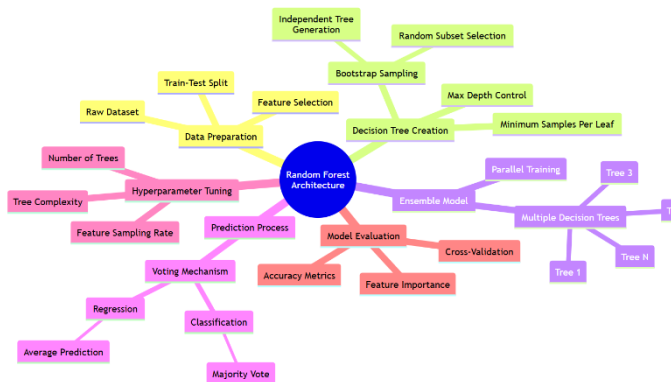 Independent Tree
Generation
Random Subset Selection
Bootstrap Sampling
Train-Test Split
Max Depth Control
Raw Dataset
Feature Selection
Data Preparation
Decision Tree Creation
Minimum Samples Per Leaf
Number of Trees
Random Forest
Architecture
Parallel Training
Tree 3
Tree Complexity
Hyperparameter Tuning
Ensemble Model
Multiple Decision Trees
Feature Sampling Rate
Prediction Process
Model Evaluation
Cross-Validation
Tree N
Voting Mechanism
Accuracy Metrics
Feature Importance
Tree 1
Regression
Classification
Average Prediction
Majority Vote